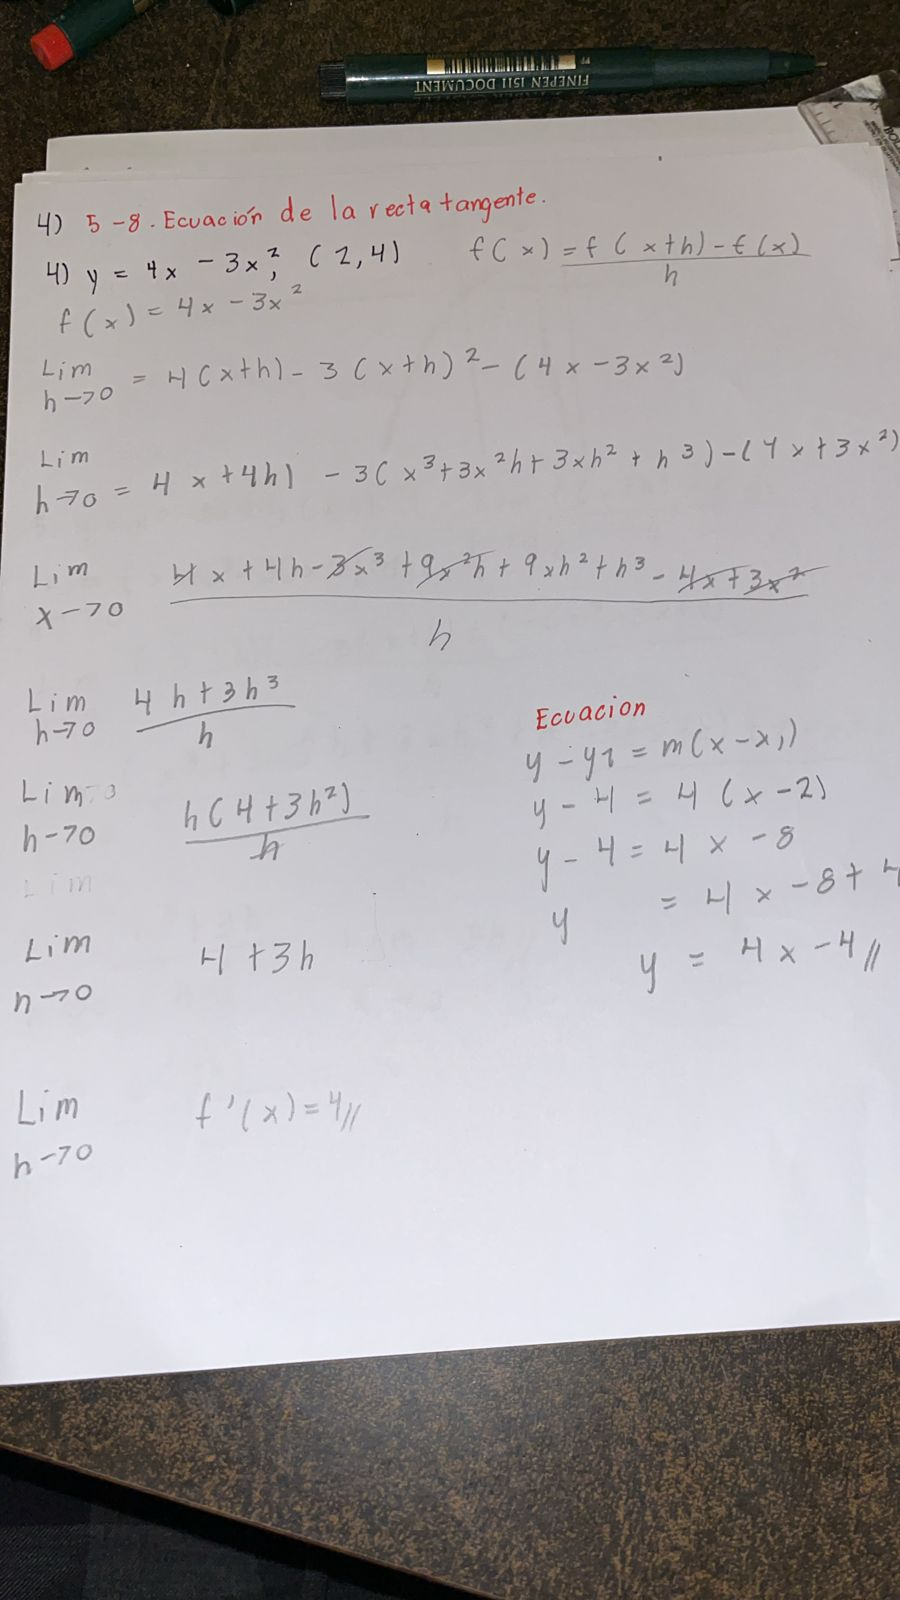 FINEPEN 1511 DOCUMENT
4) 5-8. Ecuación de la recta tangente.
4) y = 4x - 3x², (2,4)
f(x) = f(x+h) - f(x)
h
f(x) = 4x - 3x²
Lim
h→0 = 4(x+h) - 3(x+h)² - (4x - 3x²)
Lim
h→0 = 4x + 4h) - 3(x³ + 3x²h + 3xh² + h³) - (4x + 3x²)
Lim
x→0
4x + 4h - 3x³ + 9x²h + 9xh² + h³ - 4x + 3x²
h
Lim
h→0
4h + 3h³
h
Lim
h→0
h(4 + 3h²)
h
Lim
Lim
h→0
4 + 3h
Lim
h→0
f'(x) = 4//
Ecuacion
y - y1 = m(x - x₁)
y - 4 = 4(x - 2)
y - 4 = 4x - 8
y = 4x - 8 + 4
y = 4x - 4//